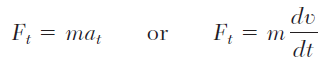 F_t = ma_t or F_t = m dv/dt